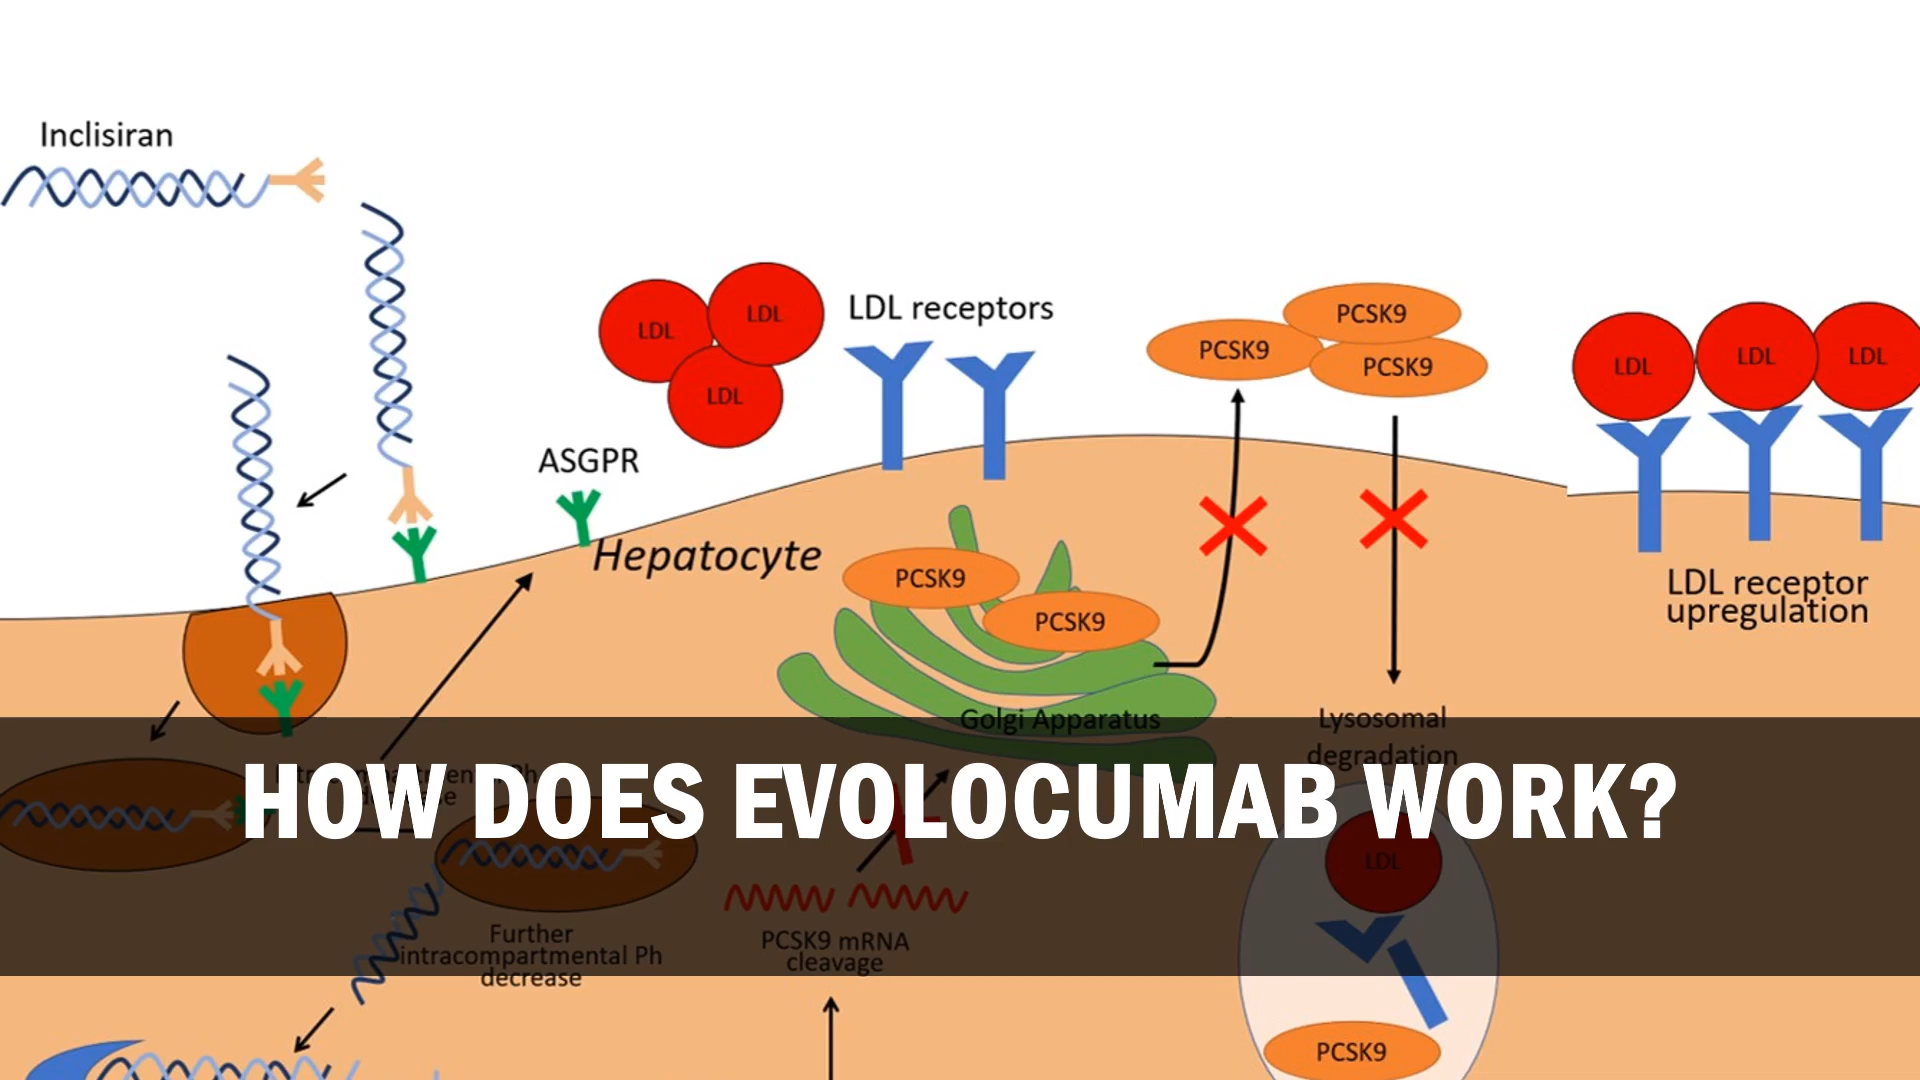 Inclisiran
LDL
LDL
LDL
LDL receptors
PCSK9
PCSK9
PCSK9
LDL
LDL
LDL
ASGPR
Hepatocyte
PCSK9
PCSK9
LDL receptor
upregulation
Golgi Apparatus
Lysosomal
degradation
HOW DOES EVOLOCUMAB WORK?
LDL
Further
intracompartmental Ph
decrease
PCSK9 mRNA
cleavage
PCSK9